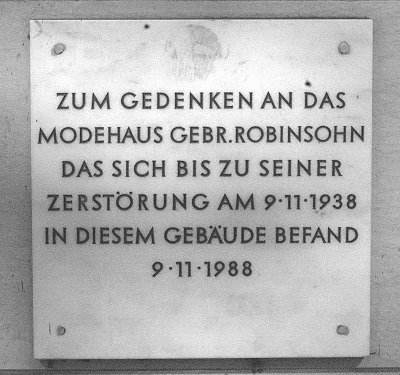 ZUM GEDENKEN AN DAS
MODEHAUS GEBR.ROBINSOHN
DAS SICH BIS ZU SEINER
ZERSTÖRUNG AM 9·11·1938
IN DIESEM GEBÄUDE BEFAND
9·11·1988